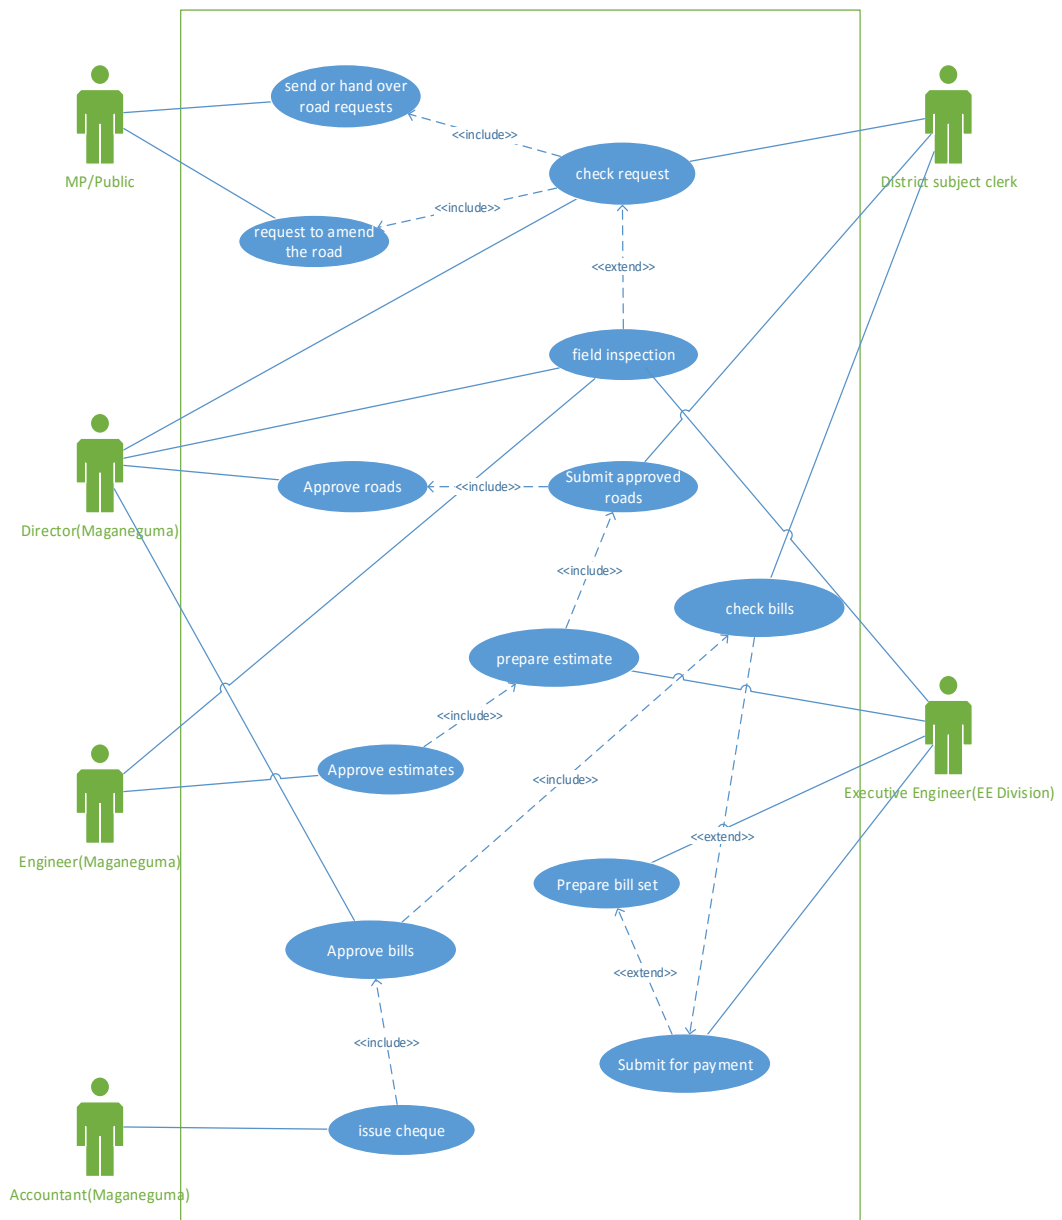 send or hand over
road requests
<<include>>
MP/Public
check request
District subject clerk
<<include>>
request to amend
the road
<<extend>>
field inspection
Director(Maganeguma)
Approve roads
<<include>>
Submit approved
roads
<<include>>
check bills
prepare estimate
<<include>>
Approve estimates
<<include>>
Executive Engineer(EE Division)
<<extend>>
Engineer(Maganeguma)
Prepare bill set
Approve bills
<<extend>>
<<include>>
Submit for payment
issue cheque
Accountant(Maganeguma)